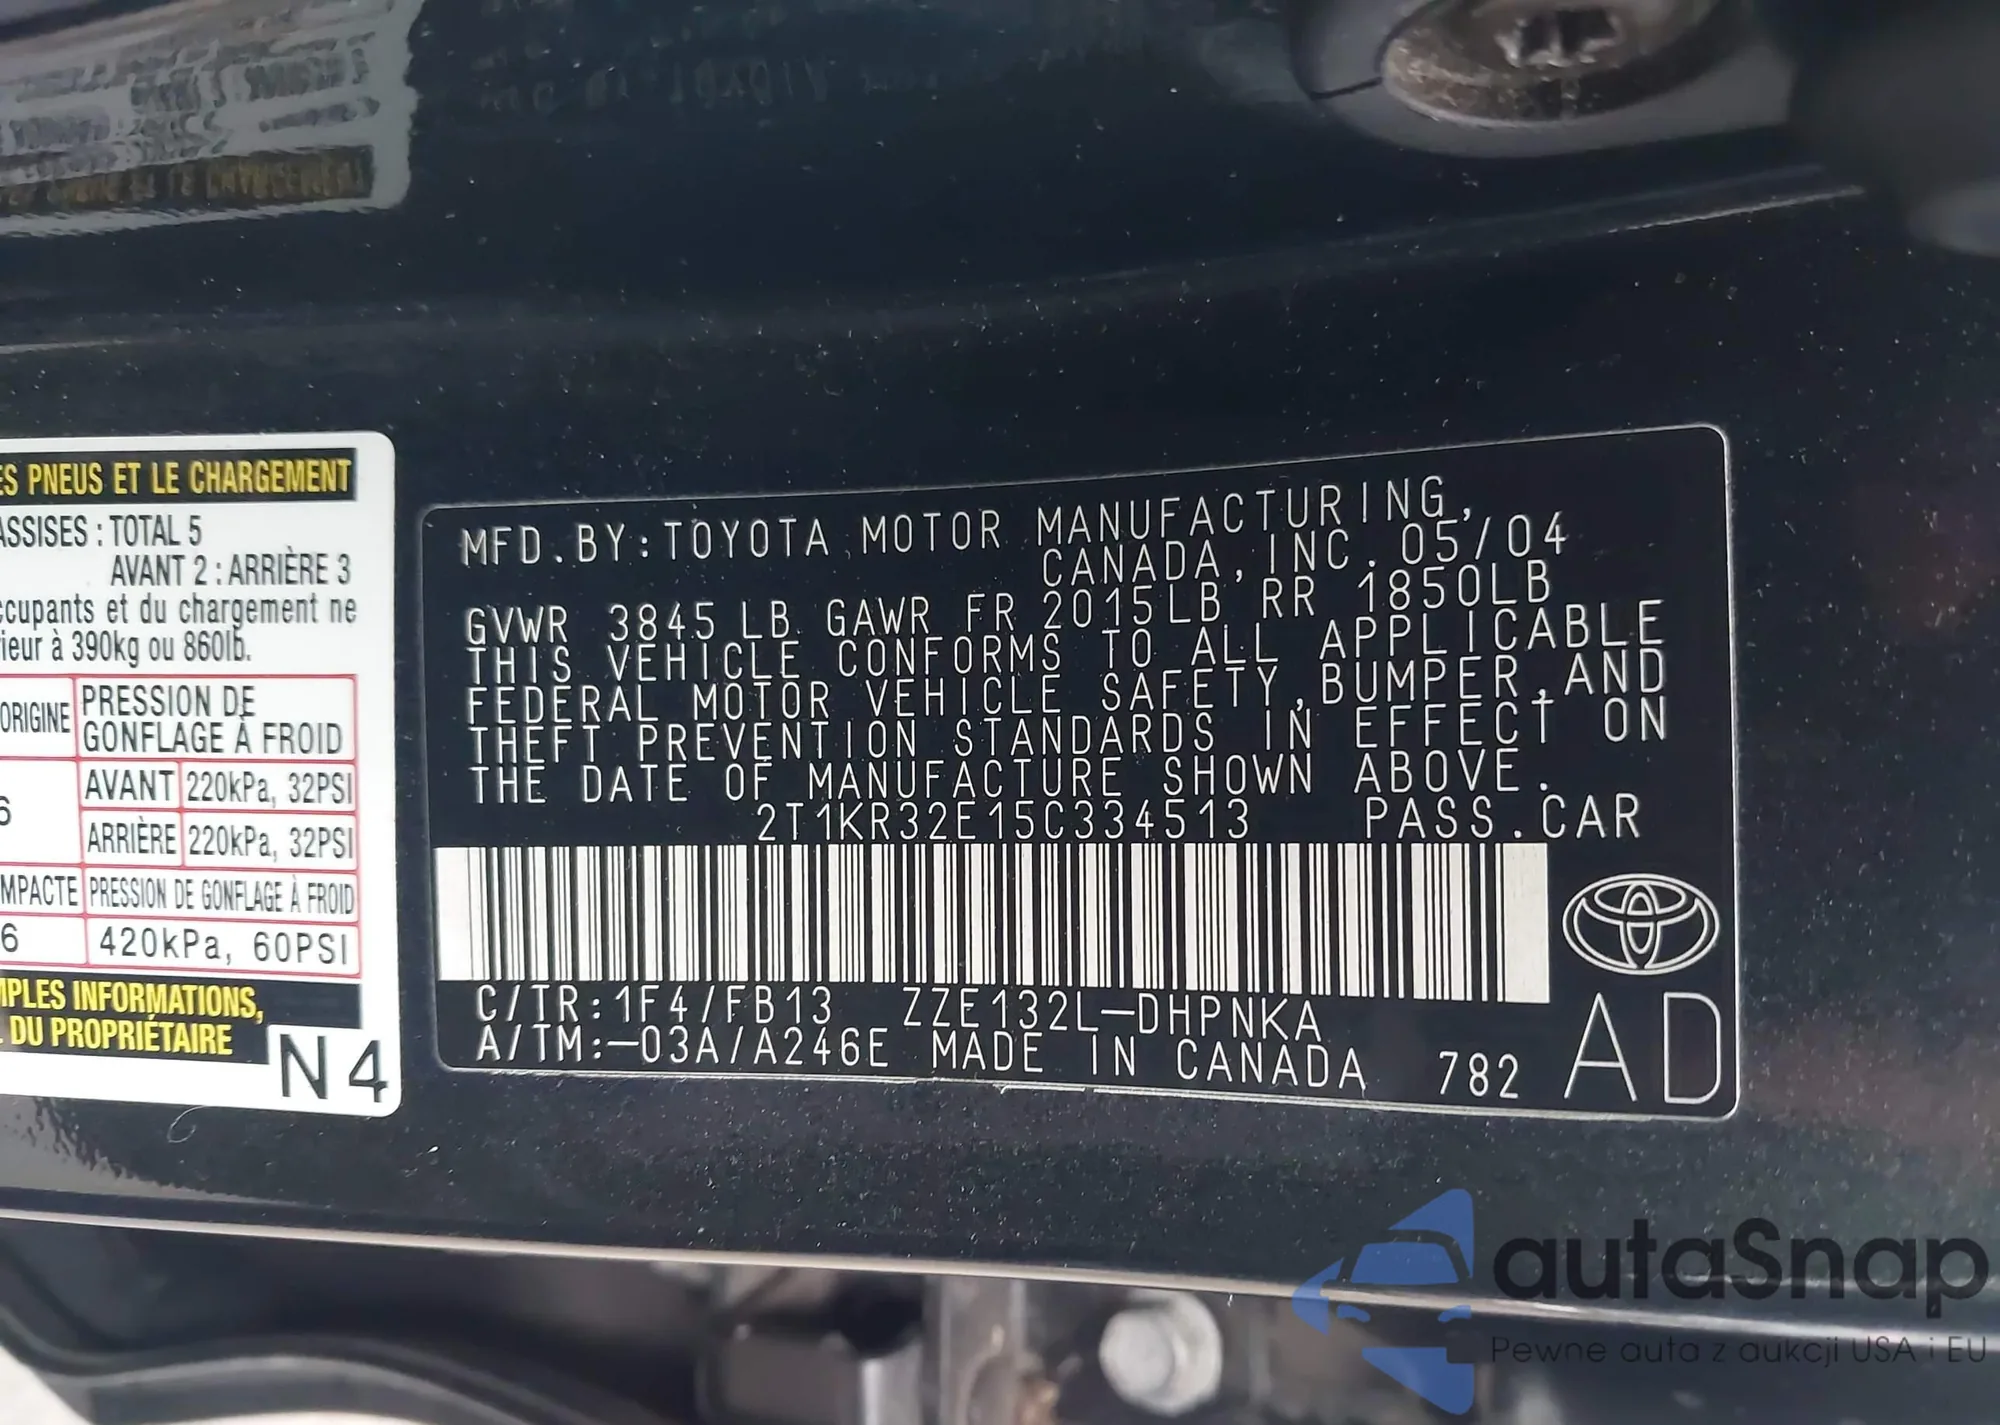 ES PNEUS ET LE CHARGEMENT
ASSISES : TOTAL 5
AVANT 2 : ARRIÈRE 3
ccupants et du chargement ne
rieur à 390kg ou 860lb.
ORIGINE
PRESSION DE
GONFLAGE À FROID
AVANT 220kPa, 32PSI
6
ARRIÈRE 220kPa, 32PSI
MPACTE PRESSION DE GONFLAGE À FROID
6 420kPa, 60PSI
MPLES INFORMATIONS,
DU PROPRIÉTAIRE
N4
MFD.BY:TOYOTA MOTOR MANUFACTURING,
CANADA,INC. 05/04
GVWR 3845 LB GAWR FR 2015LB RR 1850LB
THIS VEHICLE CONFORMS TO ALL APPLICABLE
FEDERAL MOTOR VEHICLE SAFETY,BUMPER,AND
THEFT PREVENTION STANDARDS IN EFFECT ON
THE DATE OF MANUFACTURE SHOWN ABOVE.
2T1KR32E15C334513 PASS.CAR
C/TR:1F4/FB13 ZZE132L-DHPNKA
A/TM:-03A/A246E MADE IN CANADA 782
AD
autaSnap
Pewne auta z aukcji USA i EU